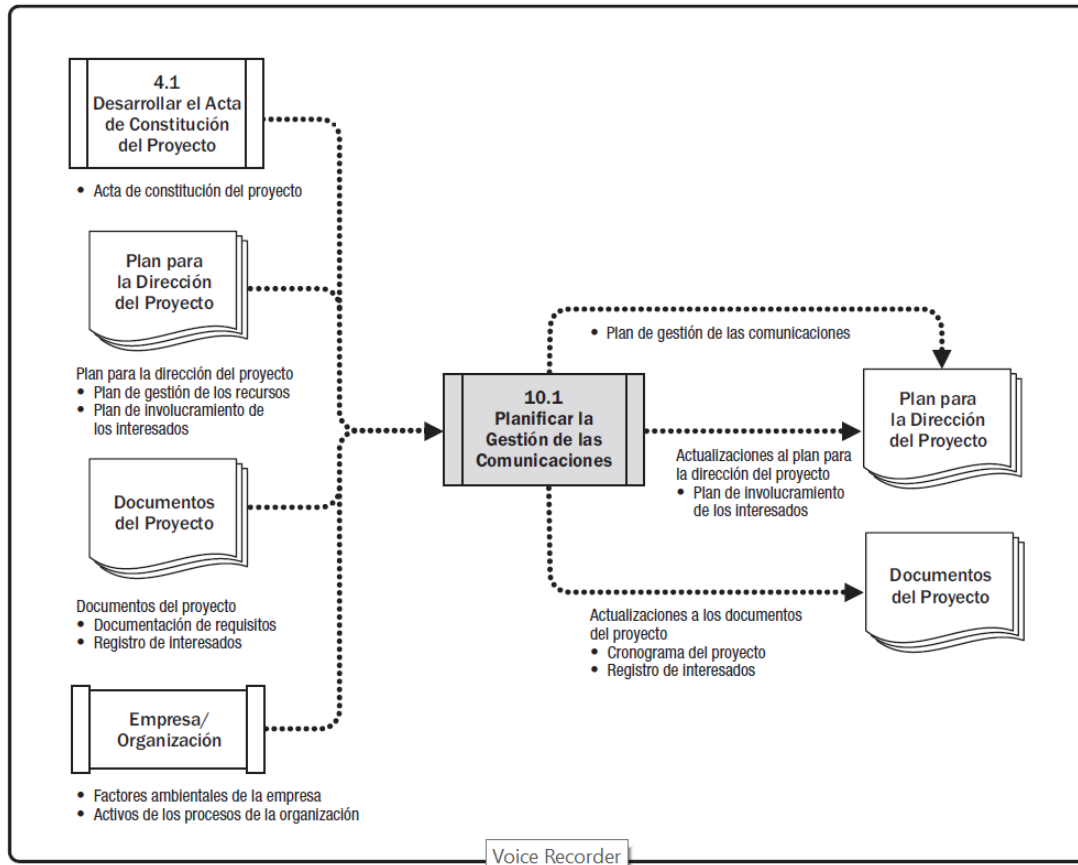 4.1
Desarrollar el Acta
de Constitución
del Proyecto
• Acta de constitución del proyecto
Plan para
la Dirección
del Proyecto
Plan para la dirección del proyecto
• Plan de gestión de los recursos
• Plan de involucramiento de
los interesados
Documentos
del Proyecto
Documentos del proyecto
• Documentación de requisitos
• Registro de interesados
Empresa/
Organización
• Factores ambientales de la empresa
• Activos de los procesos de la organización
10.1
Planificar la
Gestión de las
Comunicaciones
• Plan de gestión de las comunicaciones
Plan para
la Dirección
del Proyecto
Actualizaciones al plan para
la dirección del proyecto
• Plan de involucramiento
de los interesados
Documentos
del Proyecto
Actualizaciones a los documentos
del proyecto
• Cronograma del proyecto
• Registro de interesados
Voice Recorder